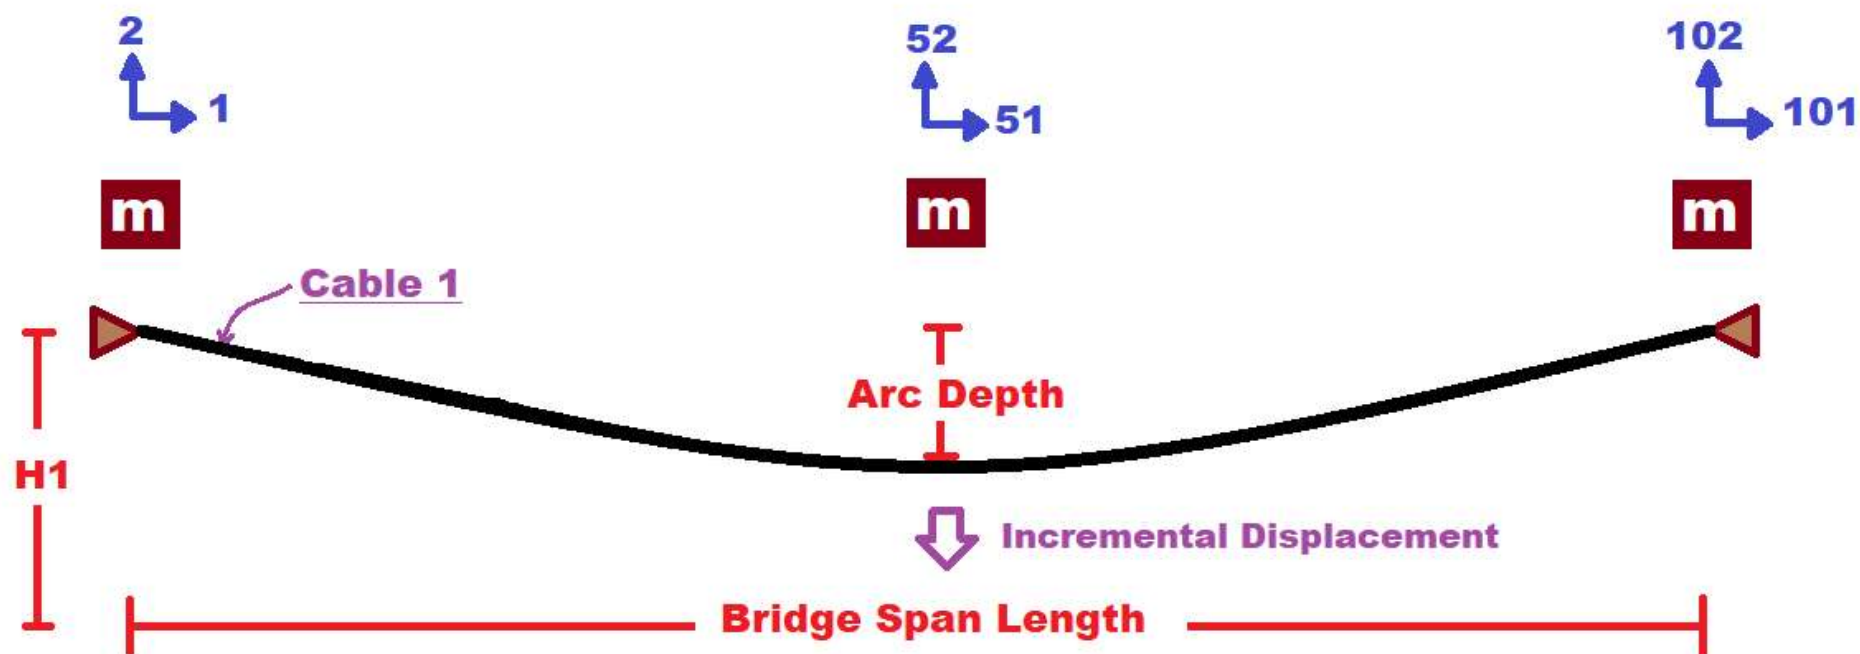 2
52
102
1
51
101
m
m
m
Cable 1
Arc Depth
H1
Incremental Displacement
Bridge Span Length